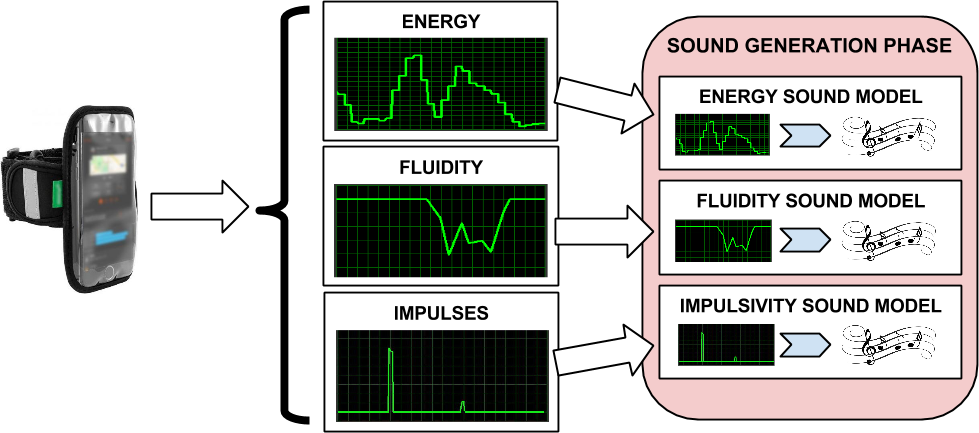 ENERGY
FLUIDITY
IMPULSES
SOUND GENERATION PHASE
ENERGY SOUND MODEL
FLUIDITY SOUND MODEL
IMPULSIVITY SOUND MODEL